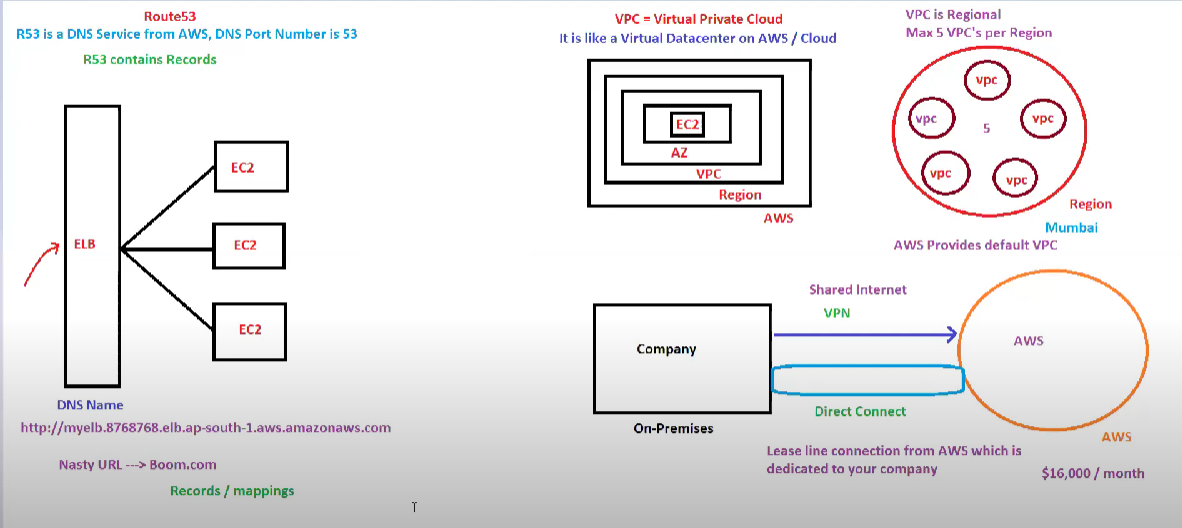 Route53
R53 is a DNS Service from AWS, DNS Port Number is 53
R53 contains Records
ELB
EC2
EC2
EC2
DNS Name
http://myelb.8768768.elb.ap-south-1.aws.amazonaws.com
Nasty URL ---> Boom.com
Records / mappings
VPC = Virtual Private Cloud
It is like a Virtual Datacenter on AWS / Cloud
EC2
AZ
VPC
Region
AWS
VPC is Regional
Max 5 VPC's per Region
vpc
vpc
5
vpc
vpc
vpc
Region
Mumbai
AWS Provides default VPC
Shared Internet
VPN
Company
AWS
Direct Connect
On-Premises
AWS
Lease line connection from AWS which is
dedicated to your company
$16,000 / month